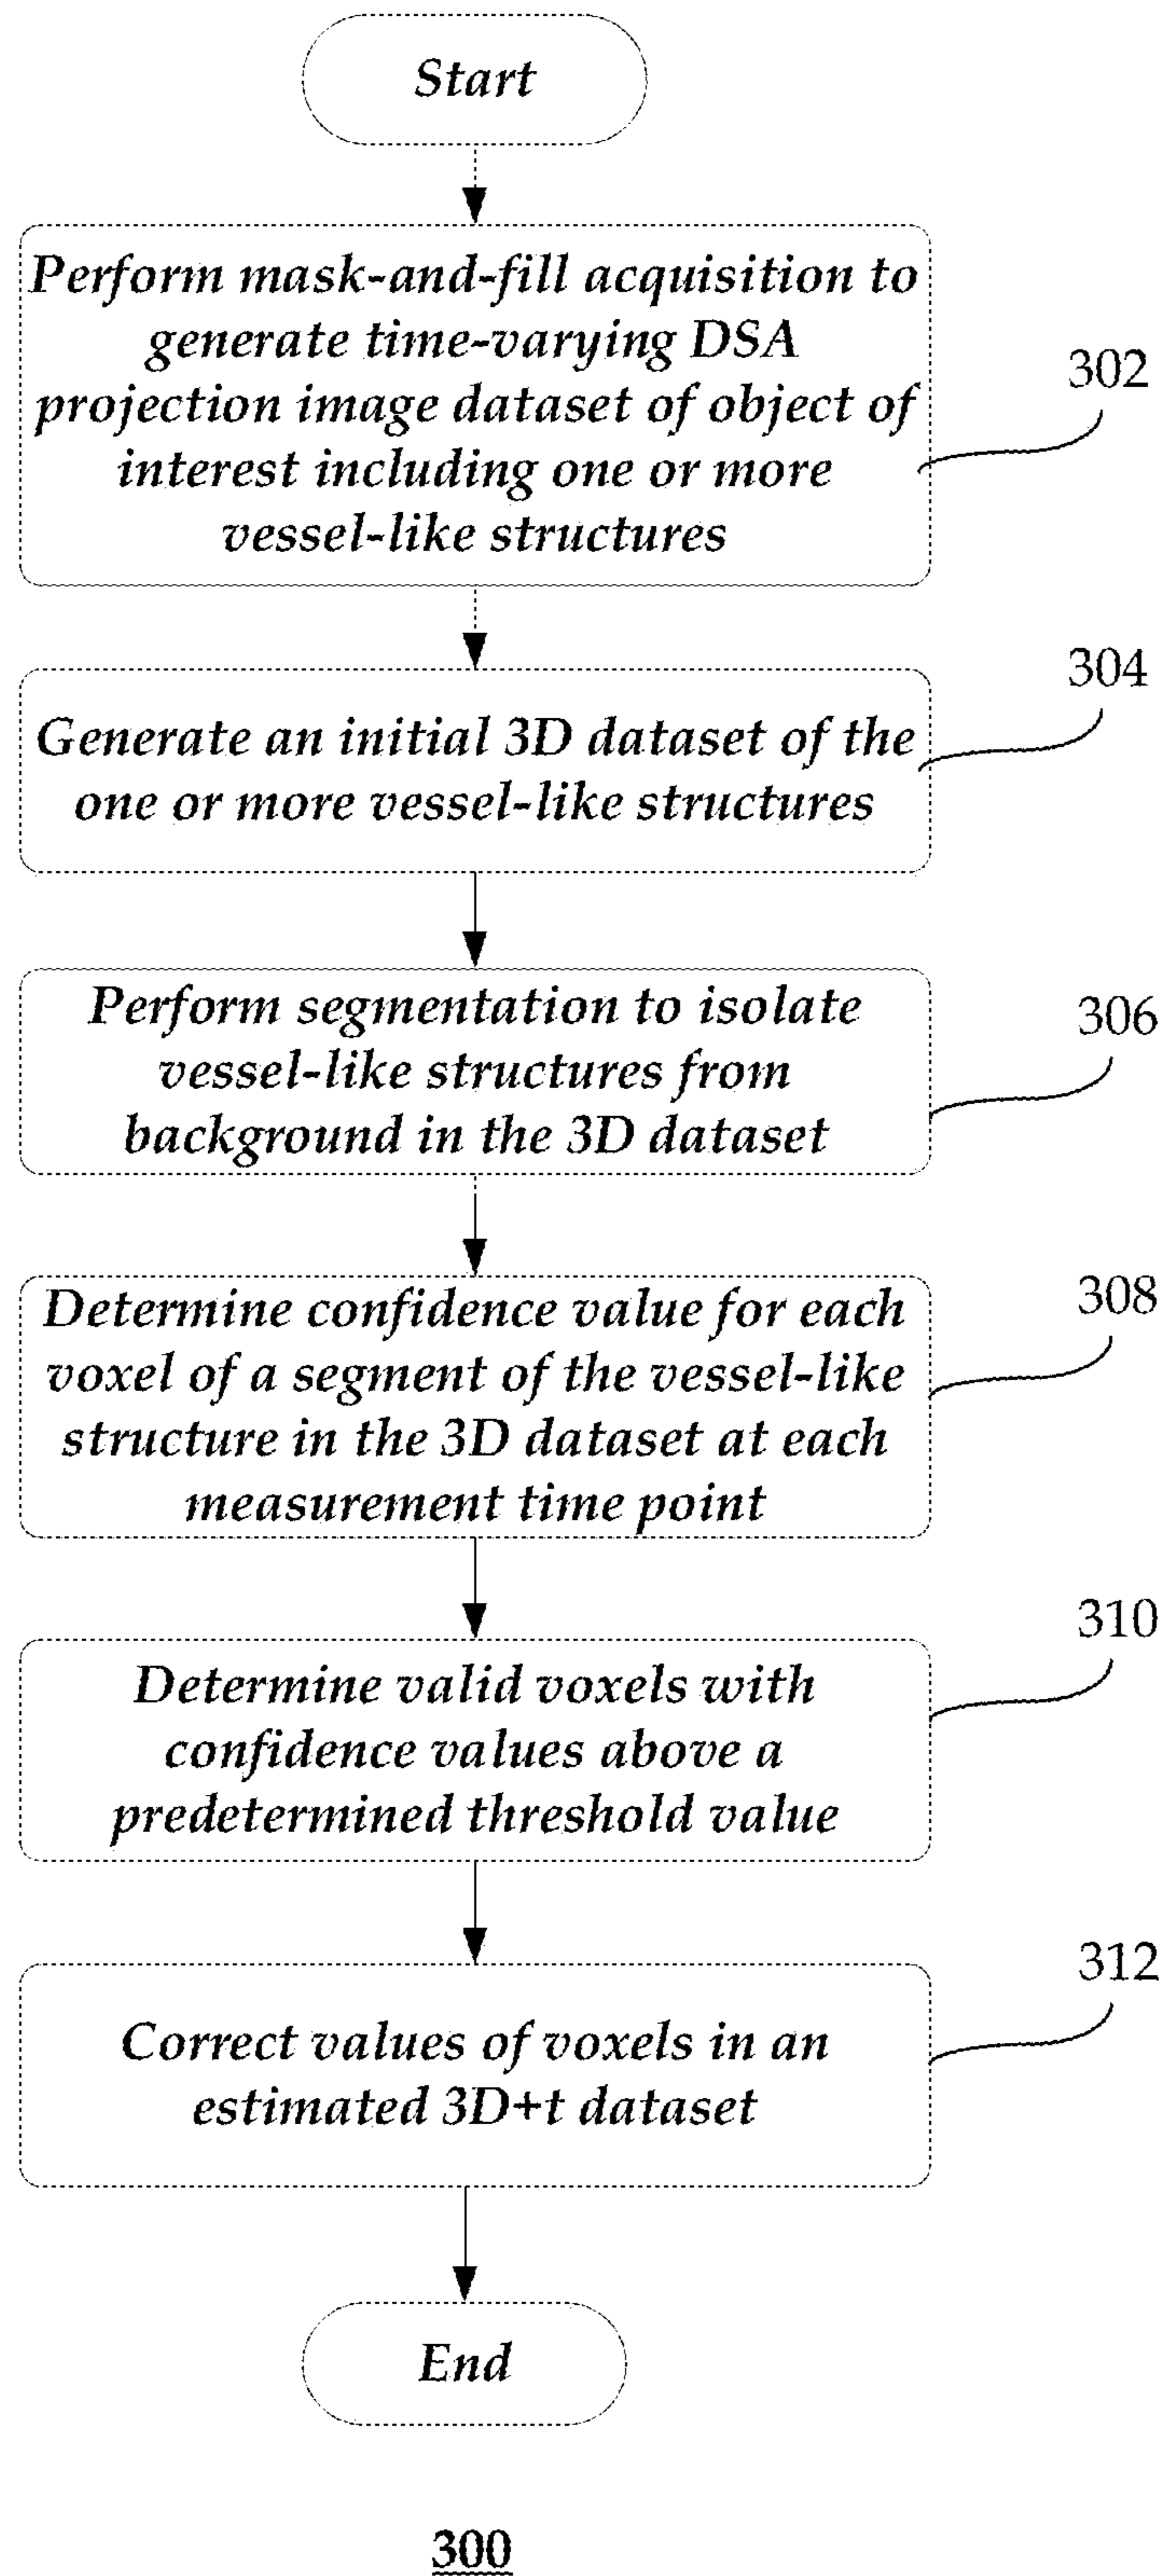 Start
Perform mask-and-fill acquisition to
generate time-varying DSA
projection image dataset of object of
interest including one or more
vessel-like structures
302
Generate an initial 3D dataset of the
one or more vessel-like structures
304
Perform segmentation to isolate
vessel-like structures from
background in the 3D dataset
306
Determine confidence value for each
voxel of a segment of the vessel-like
structure in the 3D dataset at each
measurement time point
308
Determine valid voxels with
confidence values above a
predetermined threshold value
310
Correct values of voxels in an
estimated 3D+t dataset
312
End
300